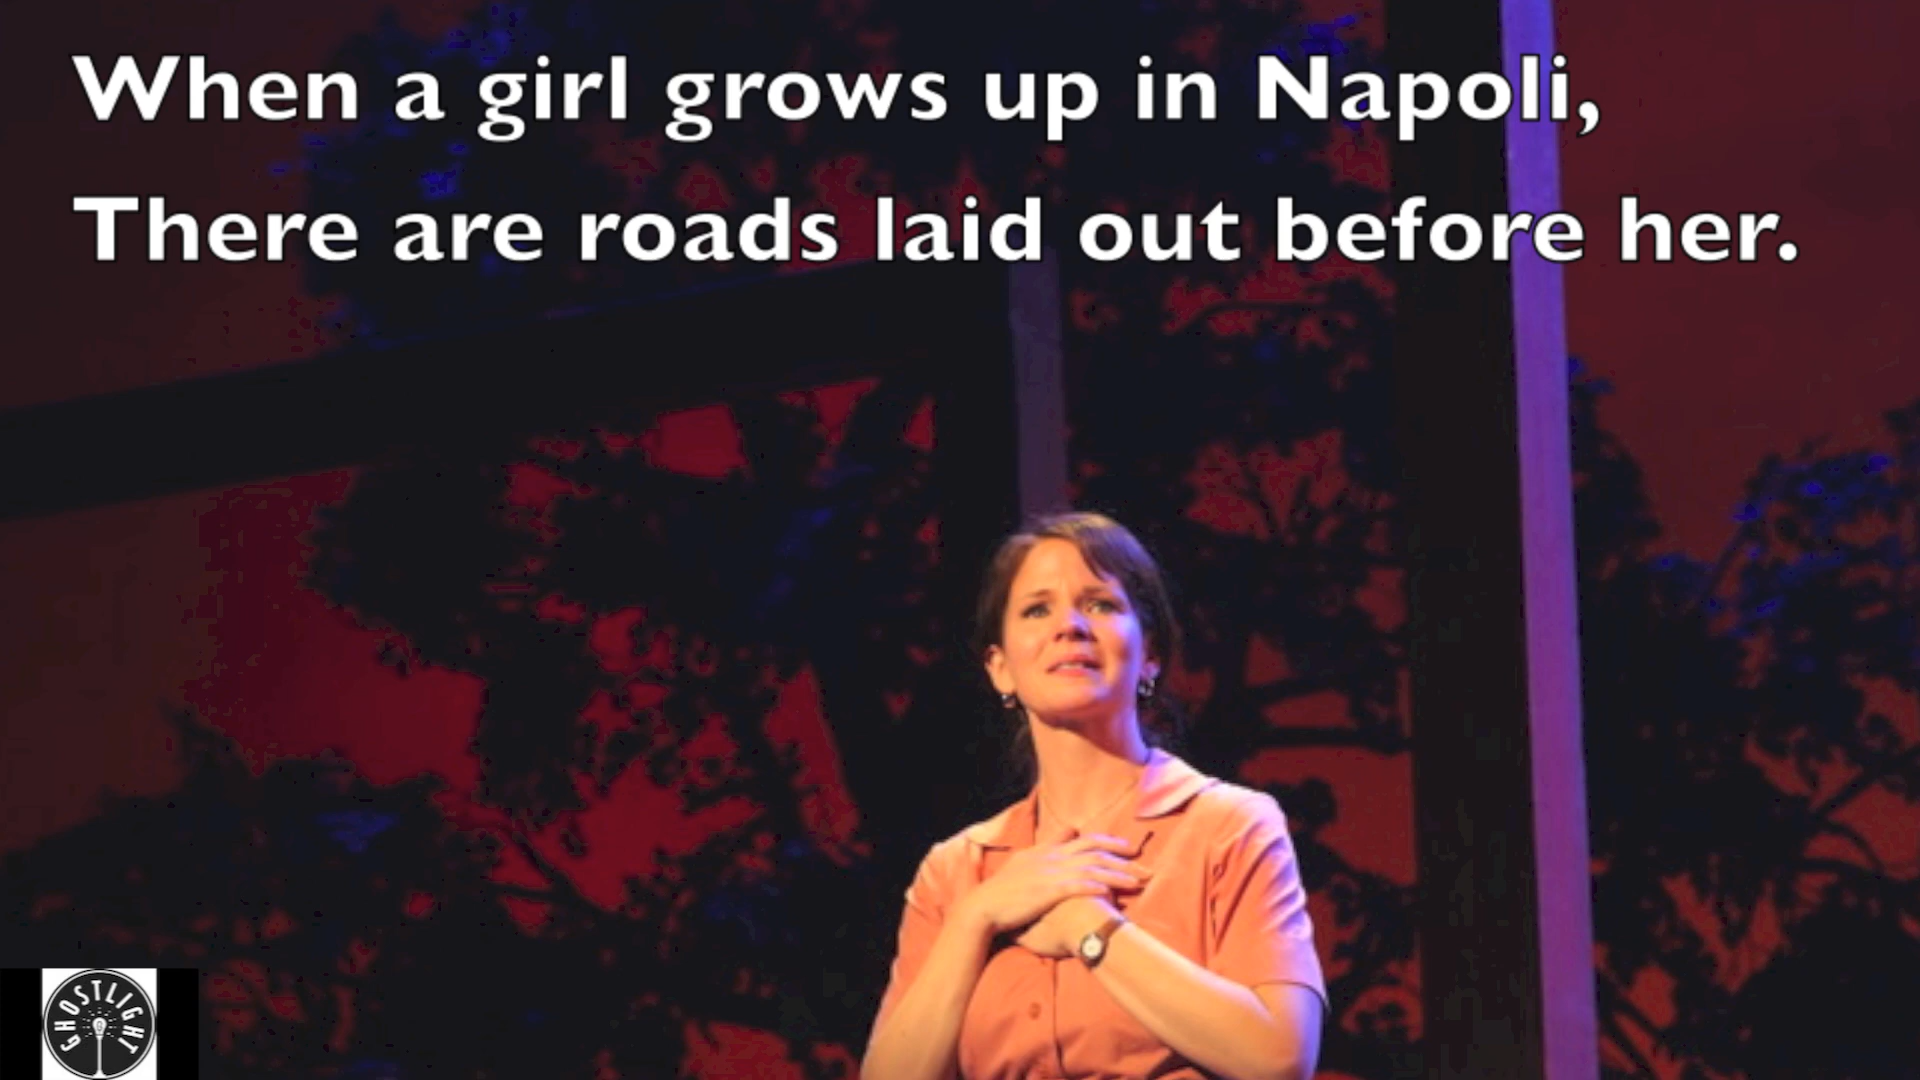 When a girl grows up in Napoli,
There are roads laid out before her.
GHOSTLIGHT